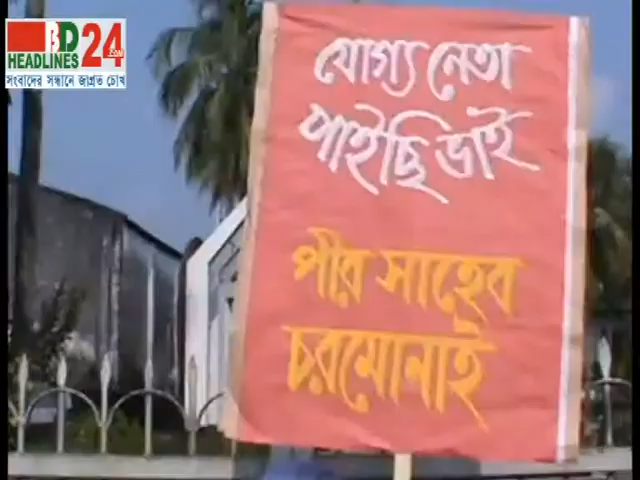 BD24.com
HEADLINES
সংবাদের সন্ধানে জাগ্রত চোখ
যোগ্য নেতা
পাইছি ভাই
পীর সাহেব
চরমোনাই